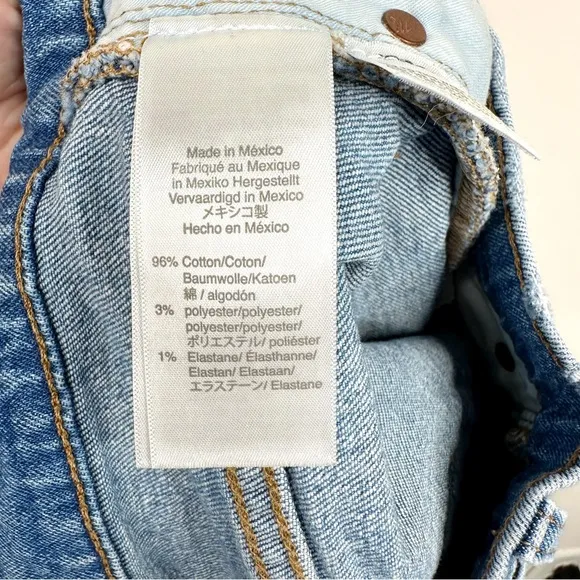 Made in México
Fabriqué au Mexique
in Mexiko Hergestellt
Vervaardigd in Mexico
メキシコ製
Hecho en México
96% Cotton/Coton/
Baumwolle/Katoen
綿 / algodón
3% polyester/polyester/
polyester/polyester/
ポリエステル/ poliéster
1% Elastane/ Élasthanne/
Elastan/ Elastaan/
エラステーン/ Elastane